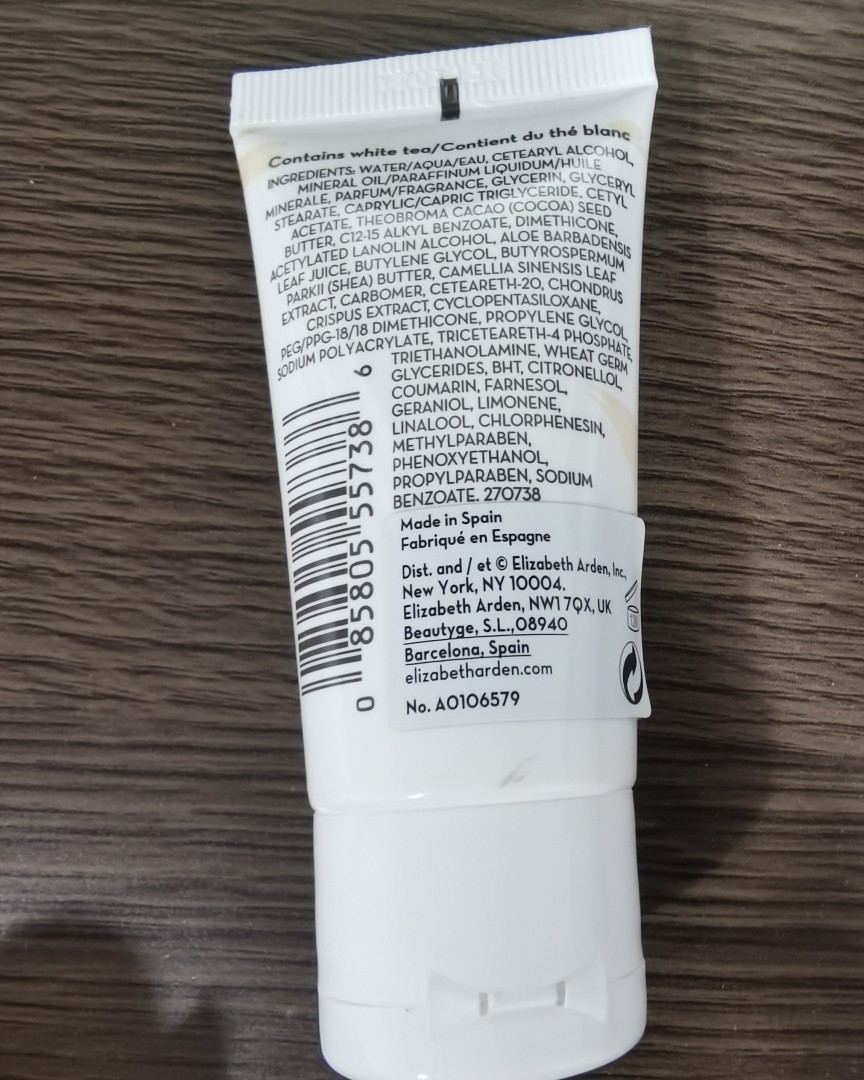 Contains white tea/Contient du thé blanc
INGREDIENTS: WATER/AQUA/EAU, CETEARYL ALCOHOL,
MINERAL OIL/PARAFFINUM LIQUIDUM/HUILE
MINERALE, PARFUM/FRAGRANCE, GLYCERIN, GLYCERYL
STEARATE, CAPRYLIC/CAPRIC TRIGLYCERIDE, CETYL
ACETATE, THEOBROMA CACAO (COCOA) SEED
BUTTER, C12-15 ALKYL BENZOATE, DIMETHICONE,
ACETYLATED LANOLIN ALCOHOL, ALOE BARBADENSIS
LEAF JUICE, BUTYLENE GLYCOL, BUTYROSPERMUM
PARKII (SHEA) BUTTER, CAMELLIA SINENSIS LEAF
EXTRACT, CARBOMER, CETEARETH-20, CHONDRUS
CRISPUS EXTRACT, CYCLOPENTASILOXANE,
PEG/PPG-18/18 DIMETHICONE, PROPYLENE GLYCOL,
SODIUM POLYACRYLATE, TRICETEARETH-4 PHOSPHATE,
TRIETHANOLAMINE, WHEAT GERM
GLYCERIDES, BHT, CITRONELLOL,
COUMARIN, FARNESOL,
GERANIOL, LIMONENE,
LINALOOL, CHLORPHENESIN,
METHYLPARABEN,
PHENOXYETHANOL,
PROPYLPARABEN, SODIUM
BENZOATE. 270738
0 85805 55738 6
Made in Spain
Fabriqué en Espagne
Dist. and / et © Elizabeth Arden, Inc.,
New York, NY 10004.
Elizabeth Arden, NW1 7QX, UK
Beautyge, S.L.,08940
Barcelona, Spain
elizabetharden.com
No. A0106579